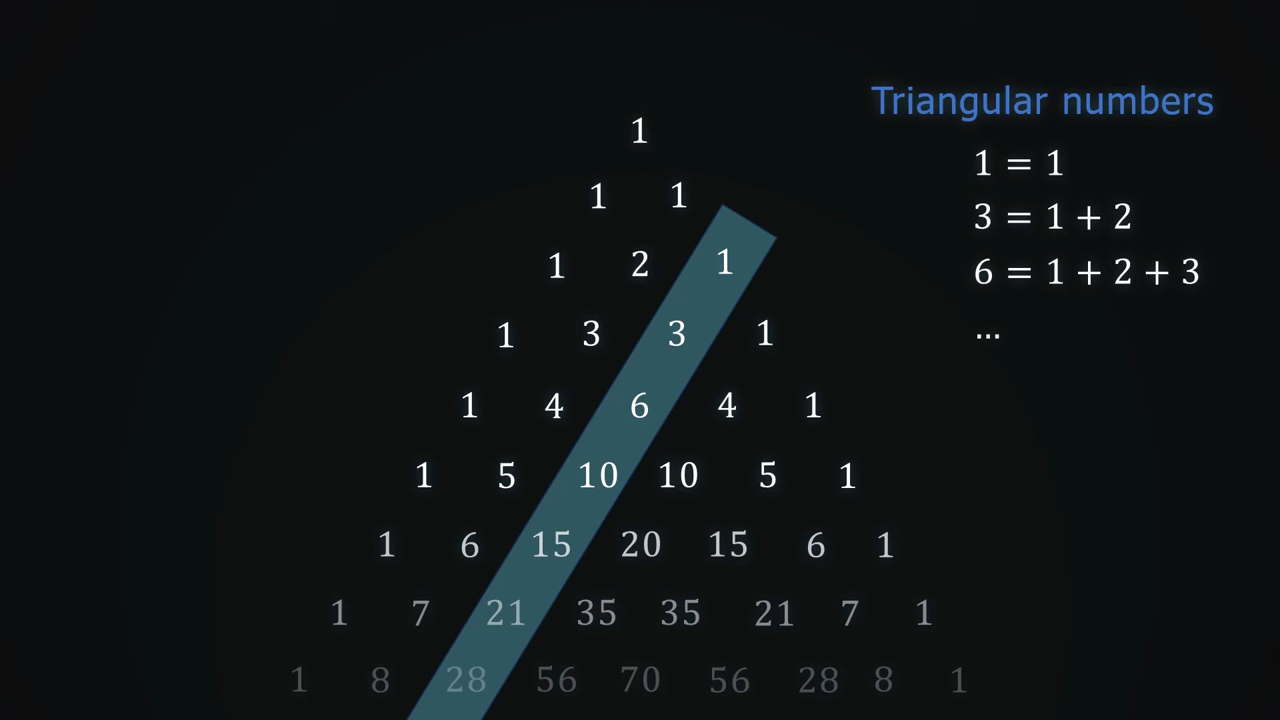 Triangular numbers
1 = 1
3 = 1 + 2
6 = 1 + 2 + 3
...
1
1 1
1 2 1
1 3 3 1
1 4 6 4 1
1 5 10 10 5 1
1 6 15 20 15 6 1
1 7 21 35 35 21 7 1
1 8 28 56 70 56 28 8 1